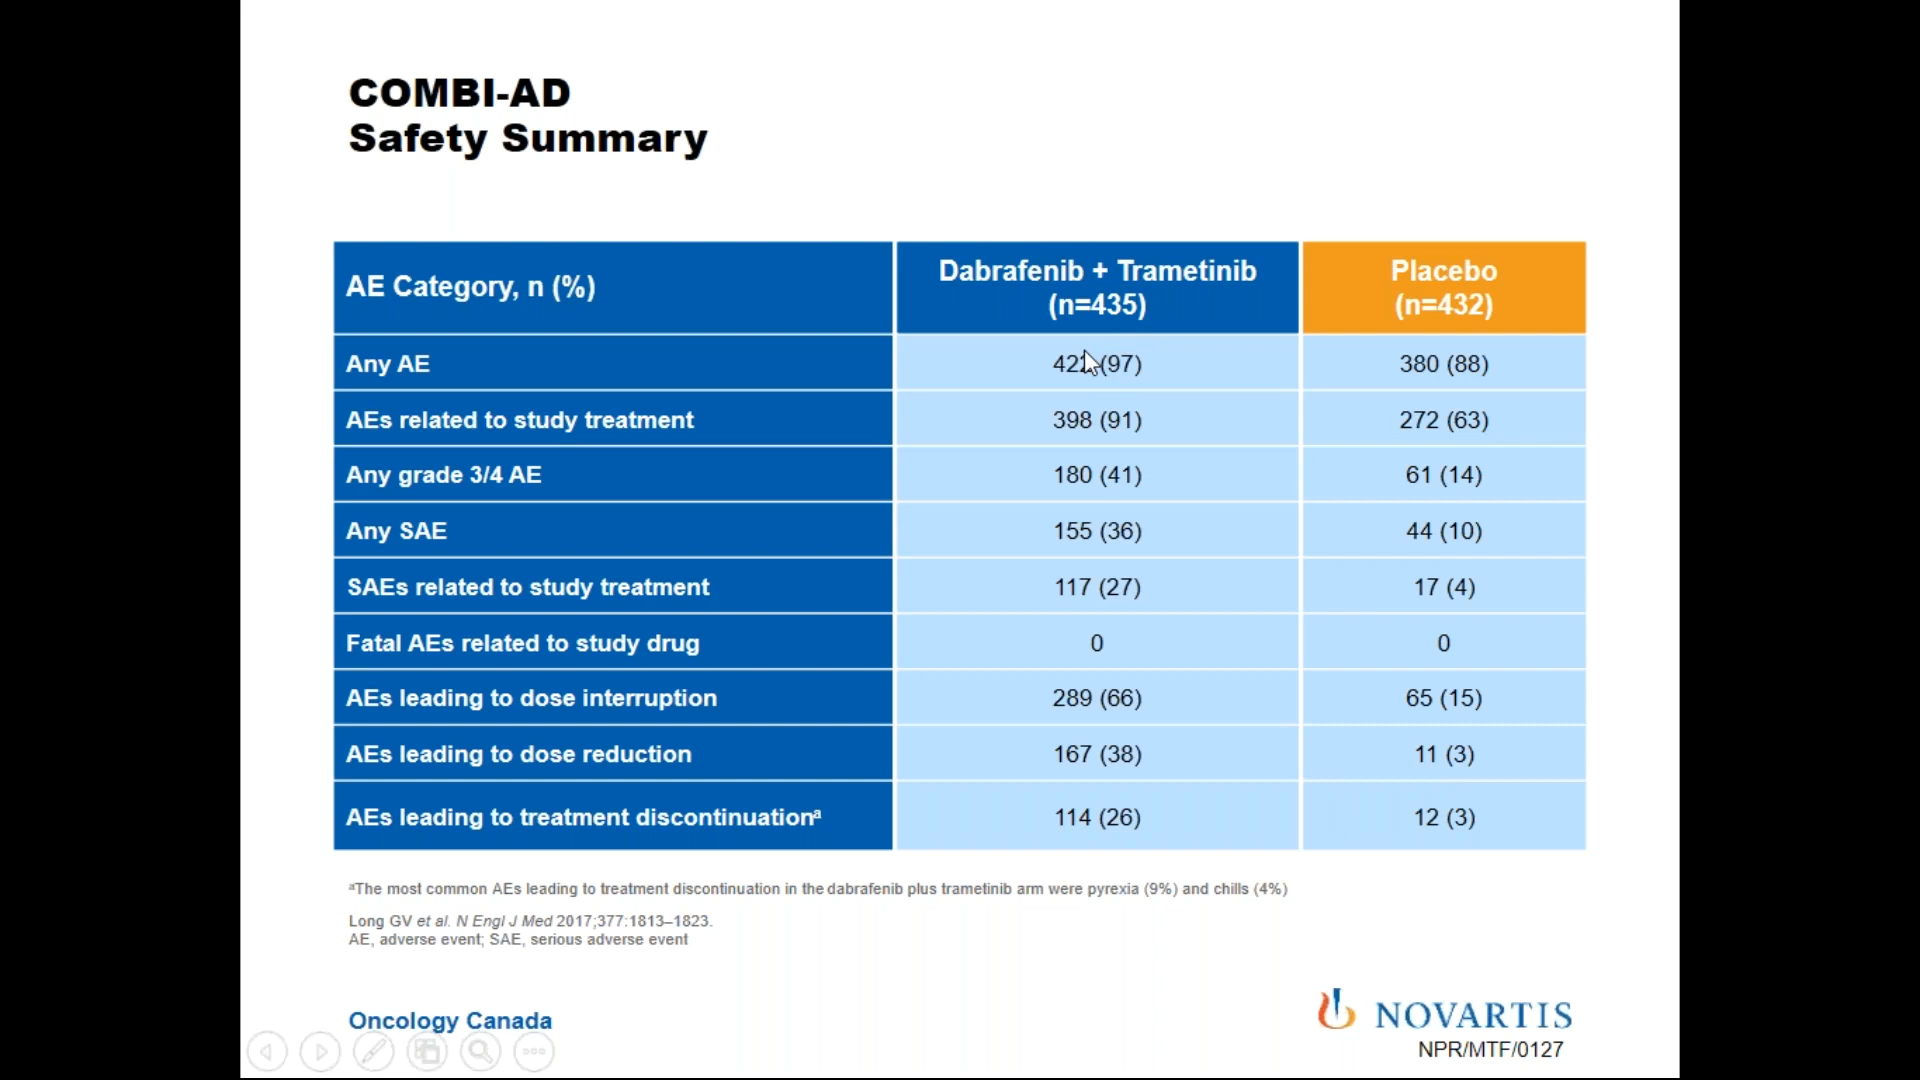 COMBI-AD
Safety Summary
AE Category, n (%)
Dabrafenib + Trametinib
(n=435)
Placebo
(n=432)
Any AE
422 (97)
380 (88)
AEs related to study treatment
398 (91)
272 (63)
Any grade 3/4 AE
180 (41)
61 (14)
Any SAE
155 (36)
44 (10)
SAEs related to study treatment
117 (27)
17 (4)
Fatal AEs related to study drug
0
0
AEs leading to dose interruption
289 (66)
65 (15)
AEs leading to dose reduction
167 (38)
11 (3)
AEs leading to treatment discontinuationᵃ
114 (26)
12 (3)
ᵃThe most common AEs leading to treatment discontinuation in the dabrafenib plus trametinib arm were pyrexia (9%) and chills (4%)
Long GV et al. N Engl J Med 2017;377:1813–1823.
AE, adverse event; SAE, serious adverse event
Oncology Canada
NOVARTIS
NPR/MTF/0127